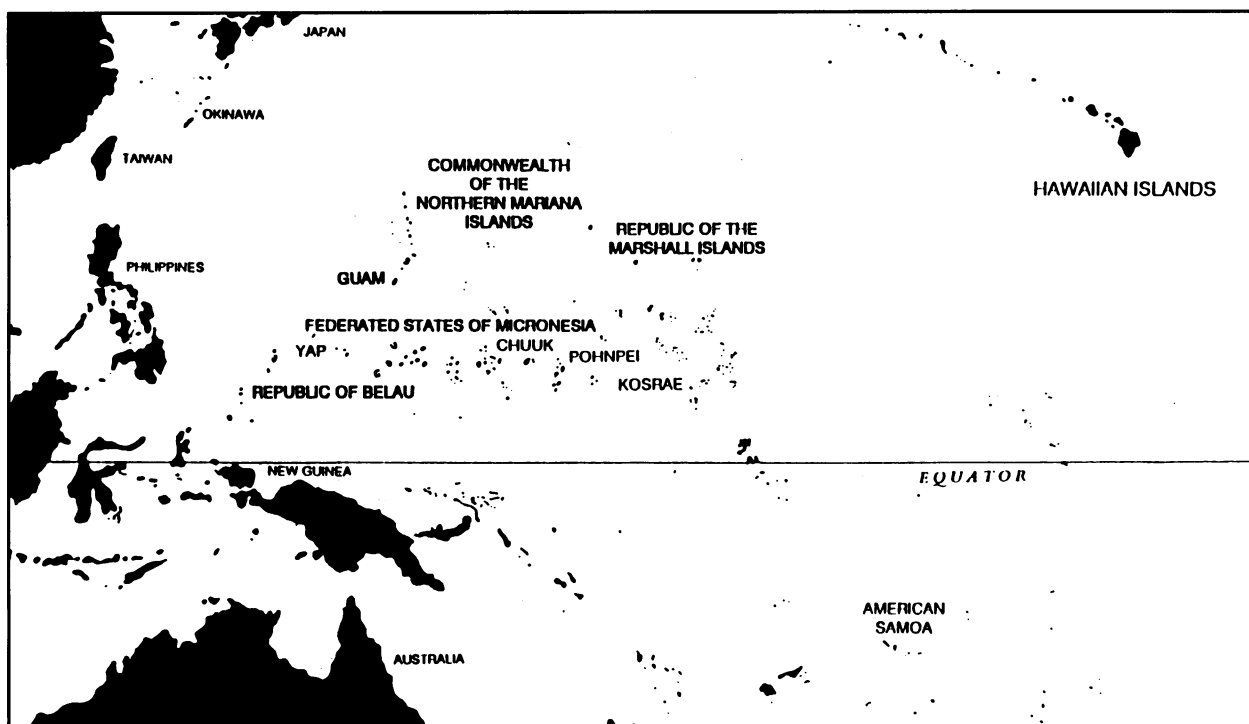 JAPAN
OKINAWA
TAIWAN
COMMONWEALTH
OF THE
NORTHERN MARIANA
ISLANDS
HAWAIIAN ISLANDS
REPUBLIC OF THE
MARSHALL ISLANDS
PHILIPPINES
GUAM
FEDERATED STATES OF MICRONESIA
CHUUK
YAP
POHNPEI
KOSRAE
REPUBLIC OF BELAU
NEW GUINEA
EQUATOR
AMERICAN
SAMOA
AUSTRALIA